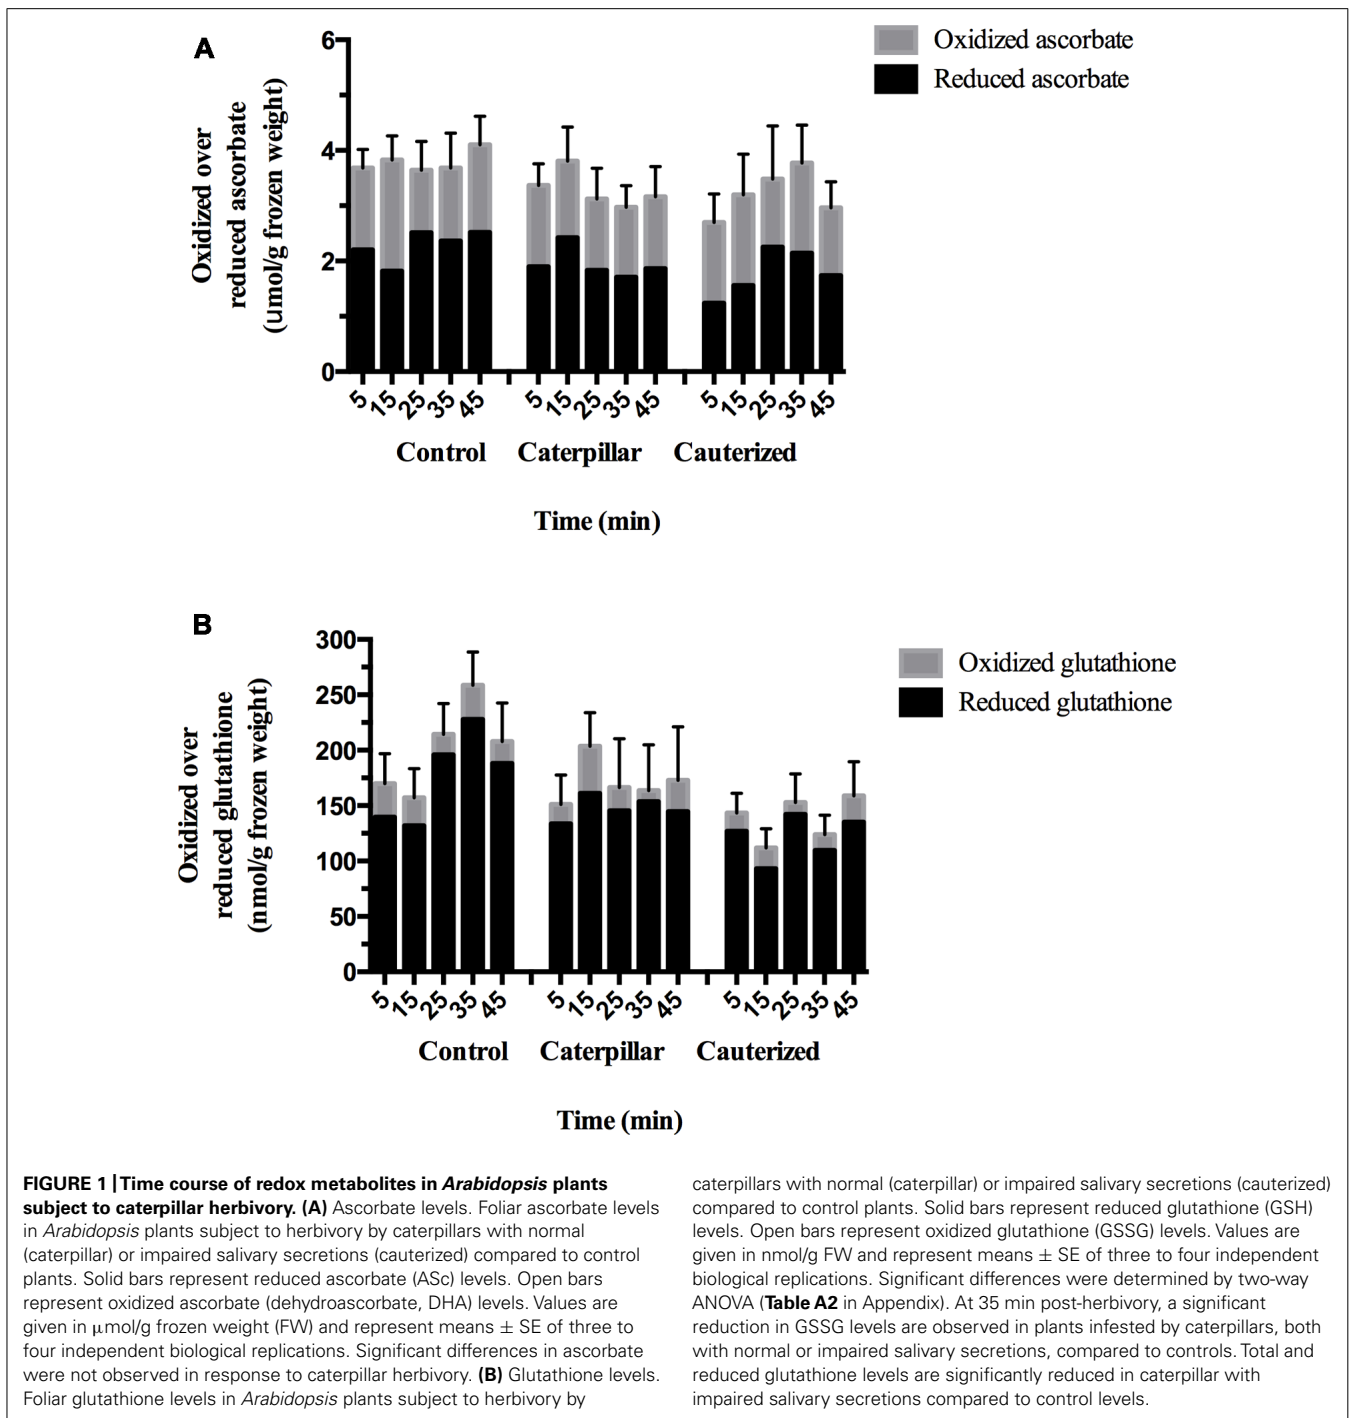 A
Oxidized ascorbate
Reduced ascorbate
Oxidized over
reduced ascorbate
(umol/g frozen weight)
6
4
2
0
5 15 25 35 45 5 15 25 35 45 5 15 25 35 45
Control Caterpillar Cauterized
Time (min)
B
Oxidized glutathione
Reduced glutathione
Oxidized over
reduced glutathione
(nmol/g frozen weight)
300
250
200
150
100
50
0
5 15 25 35 45 5 15 25 35 45 5 15 25 35 45
Control Caterpillar Cauterized
Time (min)
FIGURE 1 | Time course of redox metabolites in Arabidopsis plants
subject to caterpillar herbivory. (A) Ascorbate levels. Foliar ascorbate levels
in Arabidopsis plants subject to herbivory by caterpillars with normal
(caterpillar) or impaired salivary secretions (cauterized) compared to control
plants. Solid bars represent reduced ascorbate (ASc) levels. Open bars
represent oxidized ascorbate (dehydroascorbate, DHA) levels. Values are
given in μmol/g frozen weight (FW) and represent means ± SE of three to
four independent biological replications. Significant differences in ascorbate
were not observed in response to caterpillar herbivory. (B) Glutathione levels.
Foliar glutathione levels in Arabidopsis plants subject to herbivory by
caterpillars with normal (caterpillar) or impaired salivary secretions (cauterized)
compared to control plants. Solid bars represent reduced glutathione (GSH)
levels. Open bars represent oxidized glutathione (GSSG) levels. Values are
given in nmol/g FW and represent means ± SE of three to four independent
biological replications. Significant differences were determined by two-way
ANOVA (Table A2 in Appendix). At 35 min post-herbivory, a significant
reduction in GSSG levels are observed in plants infested by caterpillars, both
with normal or impaired salivary secretions, compared to controls. Total and
reduced glutathione levels are significantly reduced in caterpillar with
impaired salivary secretions compared to control levels.